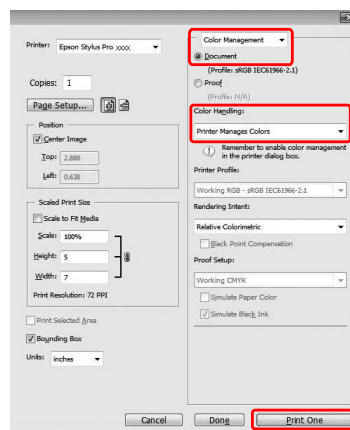 Printer: Epson Stylus Pro xxxx
Copies: 1
Page Setup...
Position
Center Image
Top: 2.888
Left: 0.638
Scaled Print Size
Scale to Fit Media
Scale: 100%
Height: 5
Width: 7
Print Resolution: 72 PPI
Print Selected Area
Bounding Box
Units: inches
Color Management
Document
(Profile: sRGB IEC61966-2.1)
Proof
(Profile: N/A)
Color Handling:
Printer Manages Colors
Remember to enable color management
in the printer dialog box.
Printer Profile:
Working RGB - sRGB IEC61966-2.1
Rendering Intent:
Relative Colorimetric
Black Point Compensation
Proof Setup:
Working CMYK
Simulate Paper Color
Simulate Black Ink
Cancel
Done
Print One